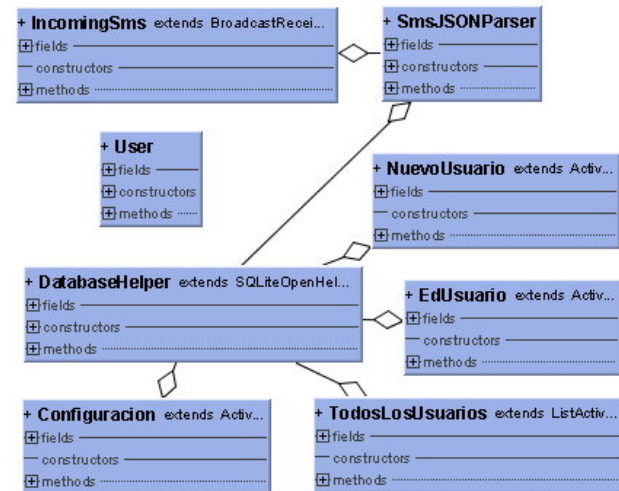 + IncomingSms extends BroadcastRecei...
+ fields
constructors
+ methods
+ SmsJSONParser
+ fields
+ constructors
+ methods
+ User
+ fields
+ constructors
+ methods
+ NuevoUsuario extends Activ...
+ fields
constructors
+ methods
+ DatabaseHelper extends SQLiteOpenHel...
+ fields
+ constructors
+ methods
+ EdUsuario extends Activ...
+ fields
constructors
+ methods
+ Configuracion extends Activ...
+ fields
constructors
+ methods
+ TodosLosUsuarios extends ListActiv...
+ fields
constructors
+ methods